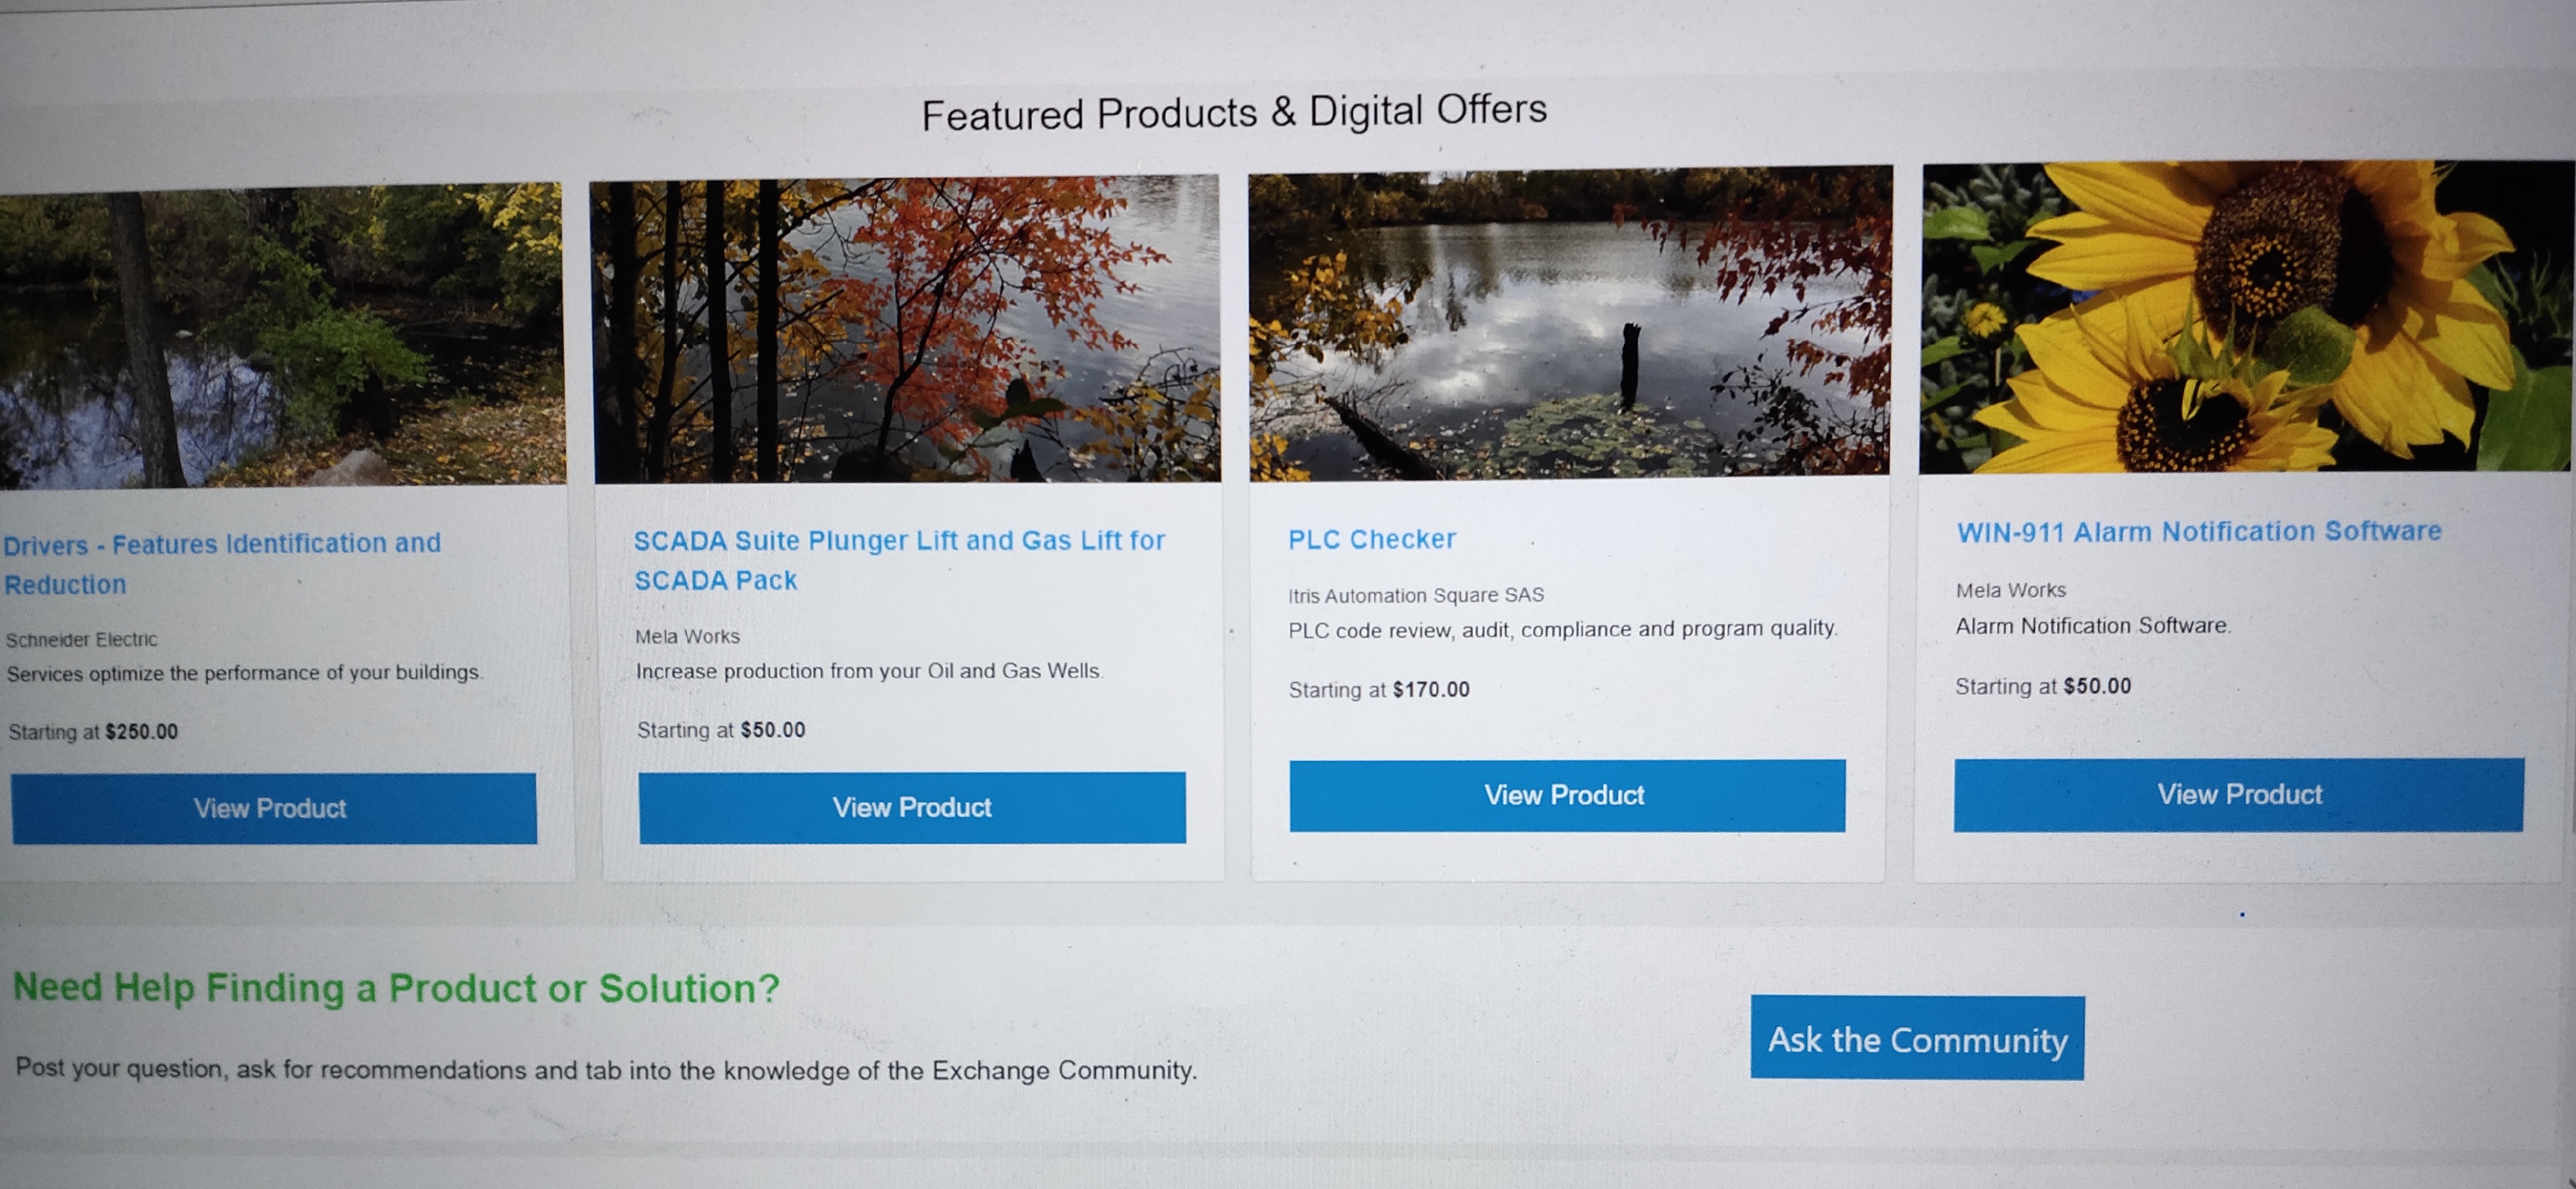 Featured Products & Digital Offers
Drivers - Features Identification and
Reduction
Schneider Electric
Services optimize the performance of your buildings.
Starting at $250.00
View Product
SCADA Suite Plunger Lift and Gas Lift for
SCADA Pack
Mela Works
Increase production from your Oil and Gas Wells.
Starting at $50.00
View Product
PLC Checker
Itris Automation Square SAS
PLC code review, audit, compliance and program quality.
Starting at $170.00
View Product
WIN-911 Alarm Notification Software
Mela Works
Alarm Notification Software.
Starting at $50.00
View Product
Need Help Finding a Product or Solution?
Post your question, ask for recommendations and tab into the knowledge of the Exchange Community.
Ask the Community